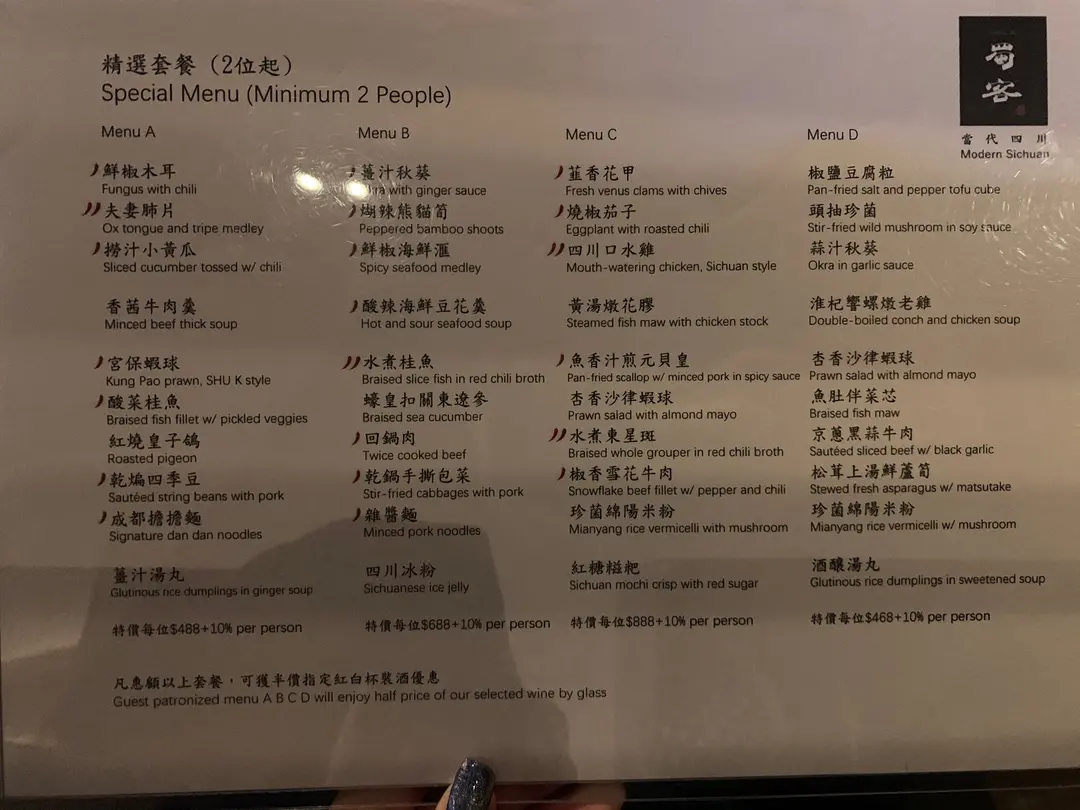 精選套餐 (2位起)
Special Menu (Minimum 2 People)
蜀客
當代四川
Modern Sichuan
Menu A
鮮椒木耳
Fungus with chili
夫妻肺片
Ox tongue and tripe medley
撈汁小黃瓜
Sliced cucumber tossed w/ chili
香茜牛肉羹
Minced beef thick soup
宮保蝦球
Kung Pao prawn, SHU K style
酸菜桂魚
Braised fish fillet w/ pickled veggies
紅燒皇子鴿
Roasted pigeon
乾煸四季豆
Sautéed string beans with pork
成都擔擔麵
Signature dan dan noodles
薑汁湯丸
Glutinous rice dumplings in ginger soup
特價每位$488+10% per person
Menu B
薑汁秋葵
with ginger sauce
煳辣熊貓筍
Peppered bamboo shoots
鮮椒海鮮滙
Spicy seafood medley
酸辣海鮮豆花羹
Hot and sour seafood soup
水煮桂魚
Braised slice fish in red chili broth
蠔皇扣關東遼參
Braised sea cucumber
回鍋肉
Twice cooked beef
乾鍋手撕包菜
Stir-fried cabbages with pork
雜醬麵
Minced pork noodles
四川冰粉
Sichuanese ice jelly
特價每位$688+10% per person
Menu C
韮香花甲
Fresh venus clams with chives
燒椒茄子
Eggplant with roasted chili
四川口水雞
Mouth-watering chicken, Sichuan style
黃湯燉花膠
Steamed fish maw with chicken stock
魚香汁煎元貝皇
Pan-fried scallop w/ minced pork in spicy sauce
杏香沙律蝦球
Prawn salad with almond mayo
水煮東星斑
Braised whole grouper in red chili broth
椒香雪花牛肉
Snowflake beef fillet w/ pepper and chili
珍菌綿陽米粉
Mianyang rice vermicelli with mushroom
紅糖糍粑
Sichuan mochi crisp with red sugar
特價每位$888+10% per person
Menu D
椒鹽豆腐粒
Pan-fried salt and pepper tofu cube
頭抽珍菌
Stir-fried wild mushroom in soy sauce
蒜汁秋葵
Okra in garlic sauce
淮杞響螺燉老雞
Double-boiled conch and chicken soup
杏香沙律蝦球
Prawn salad with almond mayo
魚肚伴菜芯
Braised fish maw
京蔥黑蒜牛肉
Sautéed sliced beef w/ black garlic
松茸上湯鮮蘆筍
Stewed fresh asparagus w/ matsutake
珍菌綿陽米粉
Mianyang rice vermicelli w/ mushroom
酒釀湯丸
Glutinous rice dumplings in sweetened soup
特價每位$468+10% per person
凡惠顧以上套餐，可獲半價指定紅白杯裝酒優惠
Guest patronized menu A B C D will enjoy half price of our selected wine by glass